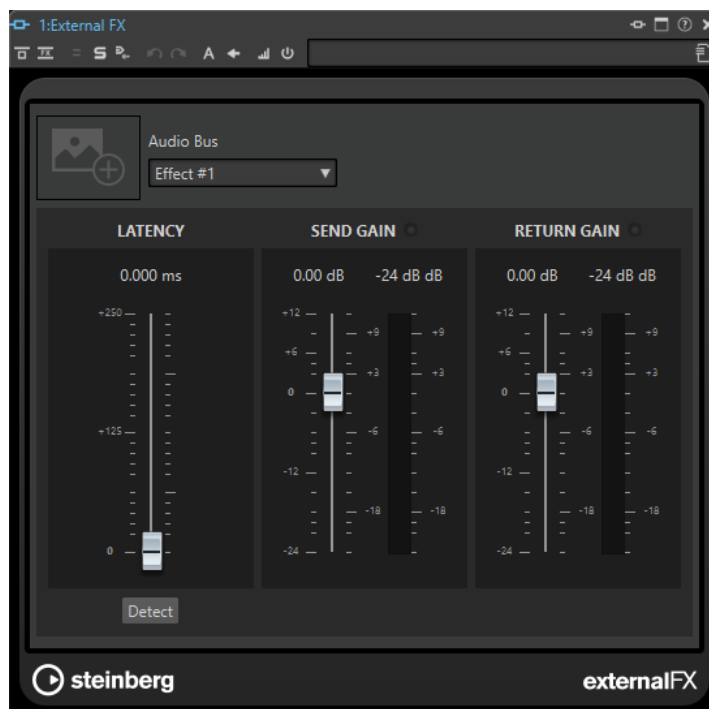 1:External FX
FX
S
A
Audio Bus
Effect #1
LATENCY
SEND GAIN
RETURN GAIN
0.000 ms
0.00 dB -24 dB dB
0.00 dB -24 dB dB
+250
+125
0
+12
+6
0
-12
-24
+9
+3
-6
-18
+9
+3
-6
-18
+12
+6
0
-12
-24
+9
+3
-6
-18
+9
+3
-6
-18
Detect
steinberg
externalFX